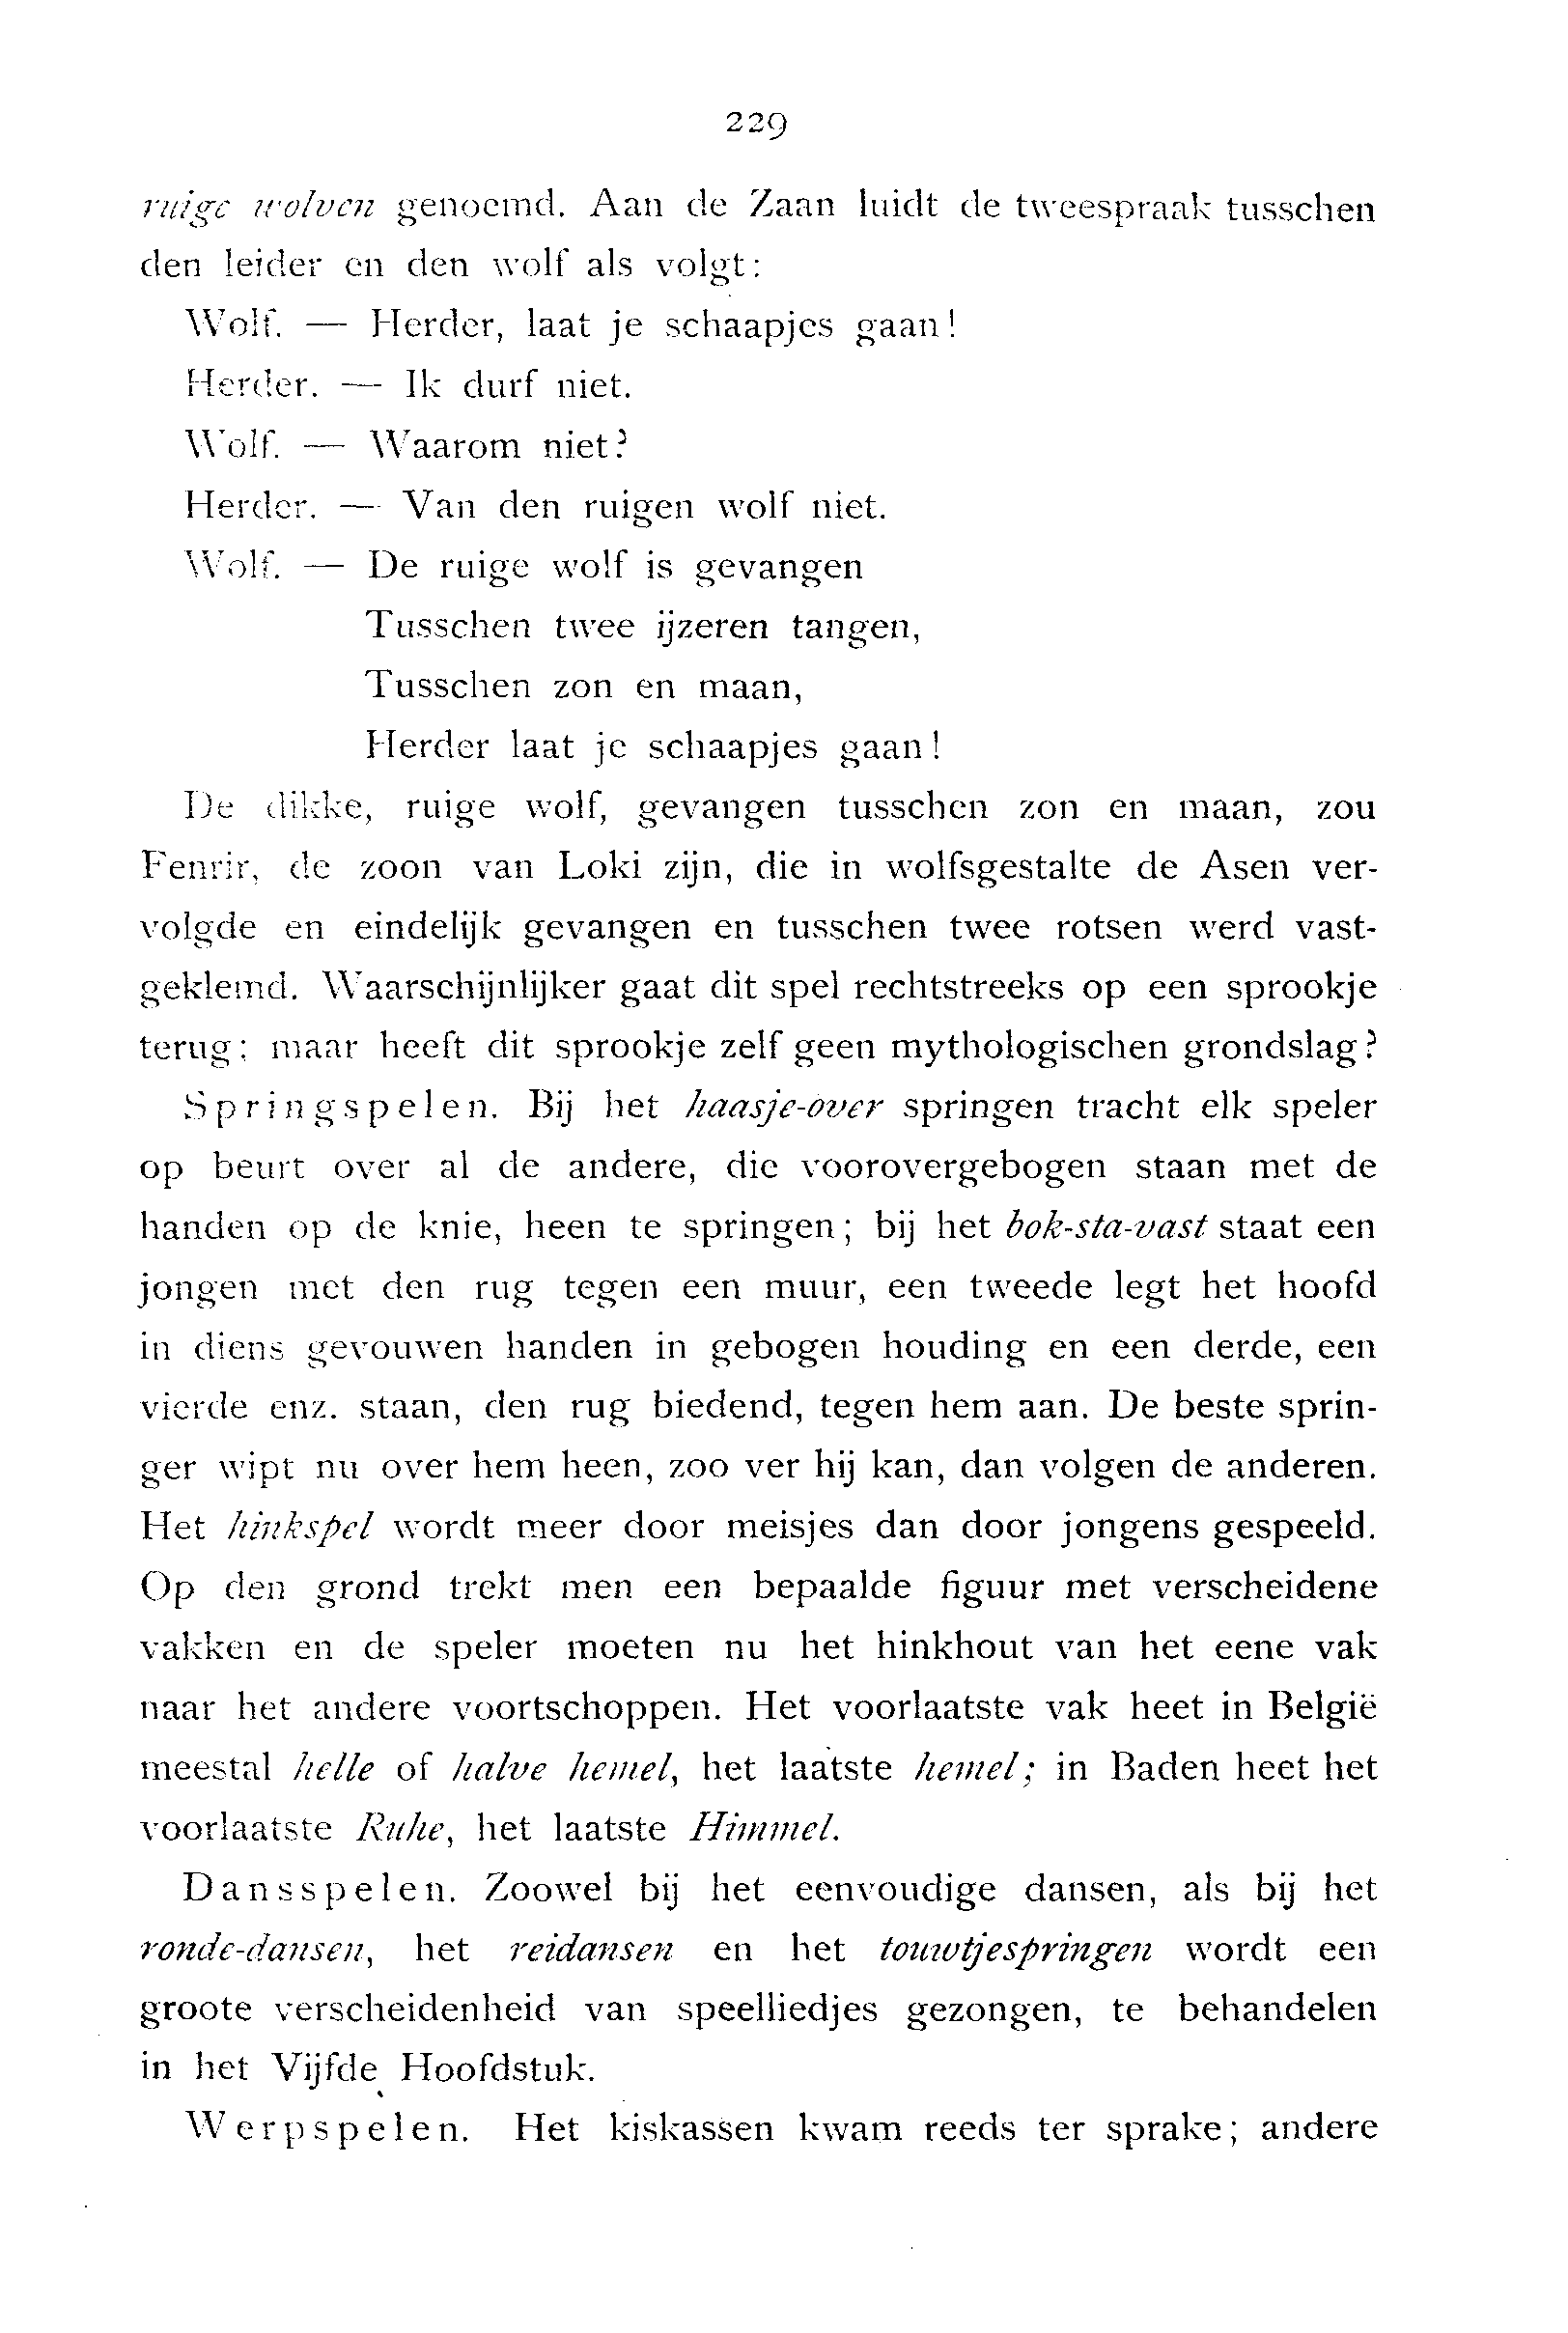 229
ruige wolven genoemd. Aan de Zaan luidt de tweespraak tusschen
den leider en den wolf als volgt:
Wolf. — Herder, laat je schaapjes gaan!
Herder. — Ik durf niet.
Wolf. — Waarom niet?
Herder. — Van den ruigen wolf niet.
Wolf. — De ruige wolf is gevangen
Tusschen twee ijzeren tangen,
Tusschen zon en maan,
Herder laat je schaapjes gaan!
De dikke, ruige wolf, gevangen tusschen zon en maan, zou
Fenrir, de zoon van Loki zijn, die in wolfsgestalte de Asen ver-
volgde en eindelijk gevangen en tusschen twee rotsen werd vast-
geklemd. Waarschijnlijker gaat dit spel rechtstreeks op een sprookje
terug; maar heeft dit sprookje zelf geen mythologischen grondslag?
Springspelen. Bij het haasje-over springen tracht elk speler
op beurt over al de andere, die voorovergebogen staan met de
handen op de knie, heen te springen; bij het bok-sta-vast staat een
jongen met den rug tegen een muur, een tweede legt het hoofd
in diens gevouwen handen in gebogen houding en een derde, een
vierde enz. staan, den rug biedend, tegen hem aan. De beste sprin-
ger wipt nu over hem heen, zoo ver hij kan, dan volgen de anderen.
Het hinkspel wordt meer door meisjes dan door jongens gespeeld.
Op den grond trekt men een bepaalde figuur met verscheidene
vakken en de speler moeten nu het hinkhout van het eene vak
naar het andere voortschoppen. Het voorlaatste vak heet in België
meestal helle of halve hemel, het laatste hemel; in Baden heet het
voorlaatste Ruhe, het laatste Himmel.
Dansspelen. Zoowel bij het eenvoudige dansen, als bij het
ronde-dansen, het reidansen en het touwtjespringen wordt een
groote verscheidenheid van speelliedjes gezongen, te behandelen
in het Vijfde Hoofdstuk.
Werpspelen. Het kiskassen kwam reeds ter sprake; andere